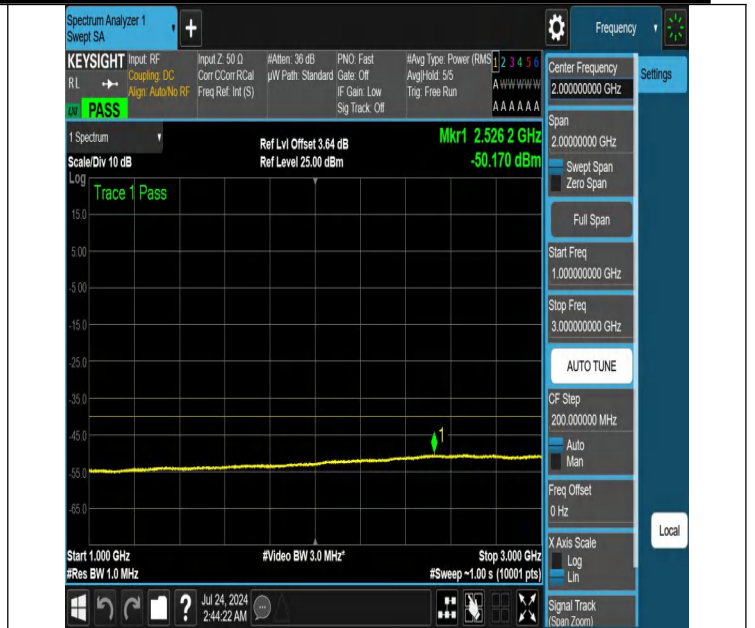 Spectrum Analyzer 1
Swept SA
+
Frequency
KEYSIGHT
RL
PASS
Input: RF
Coupling: DC
Align: Auto/No RF
Input Z: 50 Ω
Corr CCorr RCal
Freq Ref: Int (S)
#Atten: 36 dB
µW Path: Standard
PNO: Fast
Gate: Off
IF Gain: Low
Sig Track: Off
#Avg Type: Power (RMS
Avg|Hold: 5/5
Trig: Free Run
1 2 3 4 5 6
A W W W W W
A A A A A A
1 Spectrum
Scale/Div 10 dB
Ref Lvl Offset 3.64 dB
Ref Level 25.00 dBm
Mkr1 2.526 2 GHz
-50.170 dBm
Log
Trace 1 Pass
15.0
5.00
-5.00
-15.0
-25.0
-35.0
-45.0
-55.0
-65.0
1
Start 1.000 GHz
#Res BW 1.0 MHz
#Video BW 3.0 MHz*
Stop 3.000 GHz
#Sweep ~1.00 s (10001 pts)
?
Jul 24, 2024
2:44:22 AM
Center Frequency
2.000000000 GHz
Settings
Span
2.00000000 GHz
Swept Span
Zero Span
Full Span
Start Freq
1.000000000 GHz
Stop Freq
3.000000000 GHz
AUTO TUNE
CF Step
200.000000 MHz
Auto
Man
Freq Offset
0 Hz
X Axis Scale
Log
Lin
Local
Signal Track
(Span Zoom)